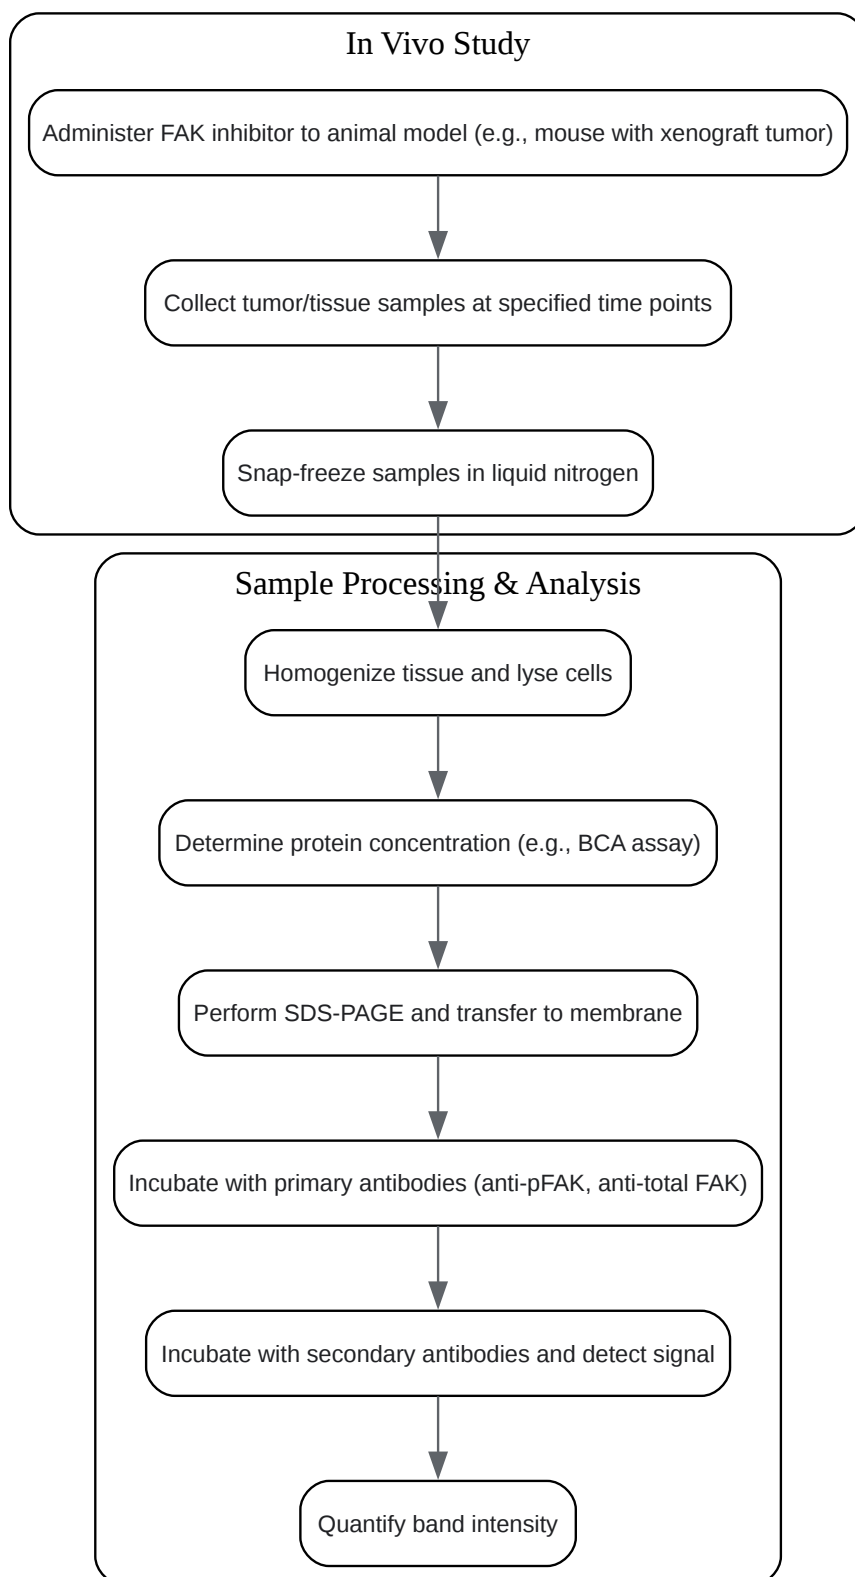 In Vivo Study
Administer FAK inhibitor to animal model (e.g., mouse with xenograft tumor)
Collect tumor/tissue samples at specified time points
Snap-freeze samples in liquid nitrogen
Sample Processing & Analysis
Homogenize tissue and lyse cells
Determine protein concentration (e.g., BCA assay)
Perform SDS-PAGE and transfer to membrane
Incubate with primary antibodies (anti-pFAK, anti-total FAK)
Incubate with secondary antibodies and detect signal
Quantify band intensity